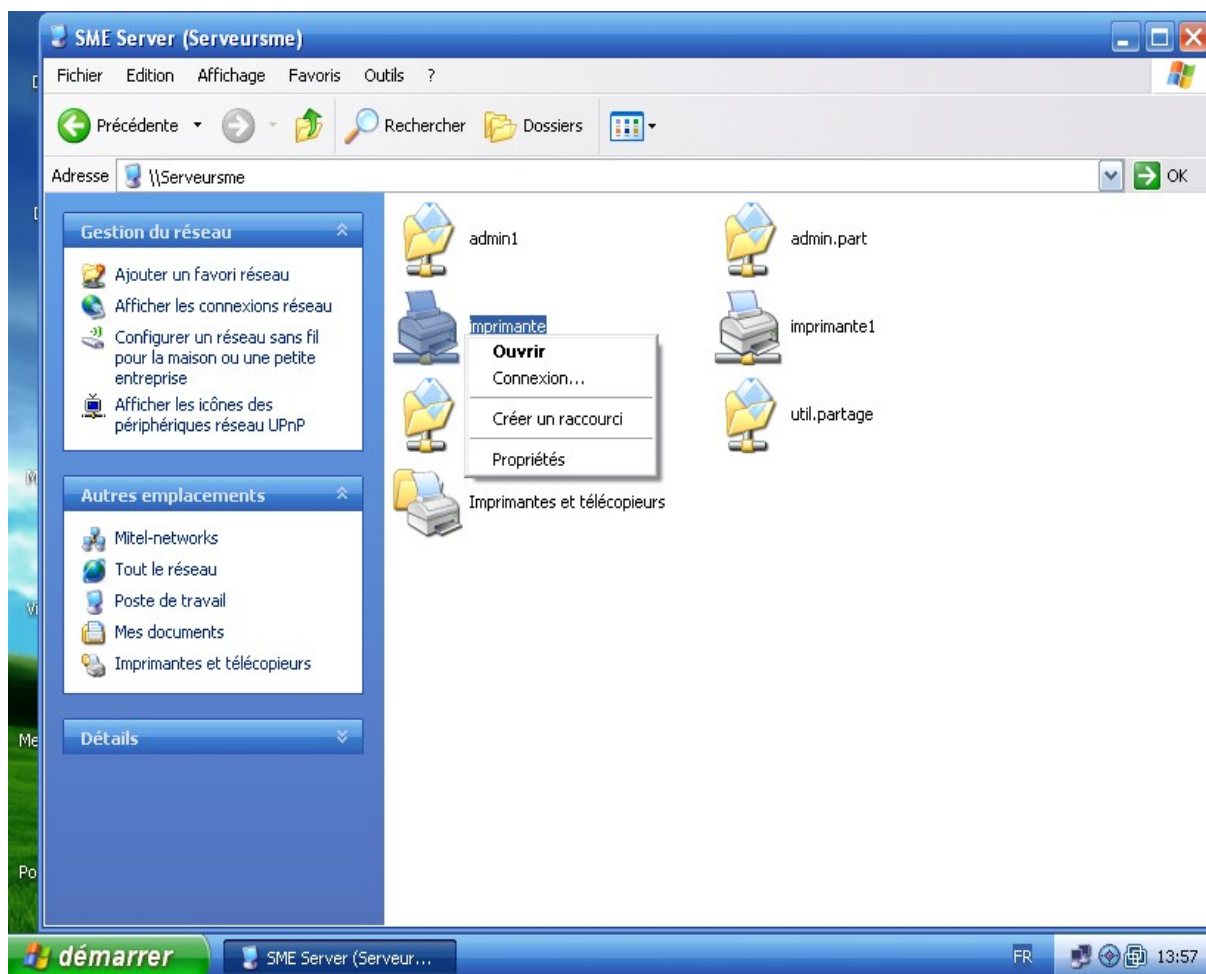 SME Server (Serveursme)
Fichier Edition Affichage Favoris Outils ?
Précédente Rechercher Dossiers
Adresse \\Serveursme OK
Gestion du réseau
Ajouter un favori réseau
Afficher les connexions réseau
Configurer un réseau sans fil
pour la maison ou une petite
entreprise
Afficher les icônes des
périphériques réseau UPnP
Autres emplacements
Mitel-networks
Tout le réseau
Poste de travail
Mes documents
Imprimantes et télécopieurs
Détails
admin1
admin.part
imprimante
imprimante1
Ouvrir
Connexion...
Créer un raccourci
Propriétés
util.partage
Imprimantes et télécopieurs
Me
Po
démarrer
SME Server (Serveur...
FR
13:57